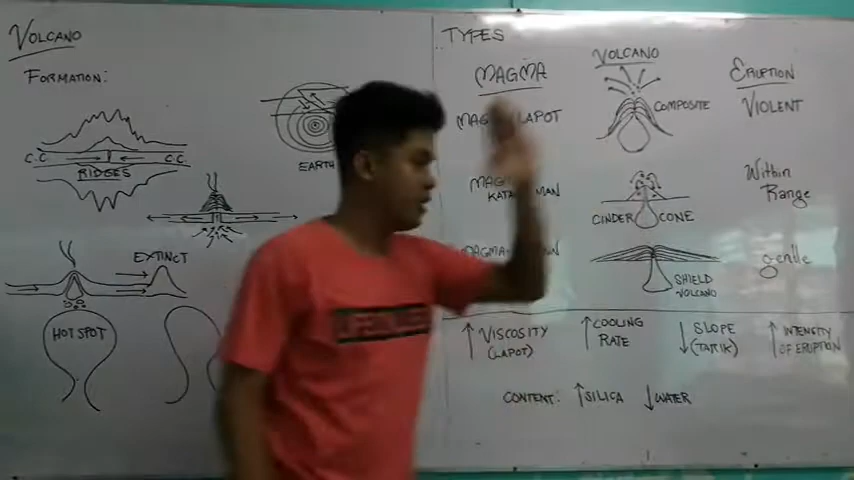 VOLCANO
FORMATION:
C.C
C.C
RIDGES
EARTH
EXTINCT
HOT SPOT
TYPES
MAGMA
VOLCANO
ERUPTION
LAPOT
COMPOSITE
VIOLENT
CINDER CONE
Within
Range
SHIELD
VOLCANO
gentle
↑ VISCOSITY
(LAPOT)
↑ COOLING
RATE
↓ SLOPE
(TARIK)
↑ INTENSITY
OF ERUPTION
CONTENT: ↑ SILICA ↓ WATER